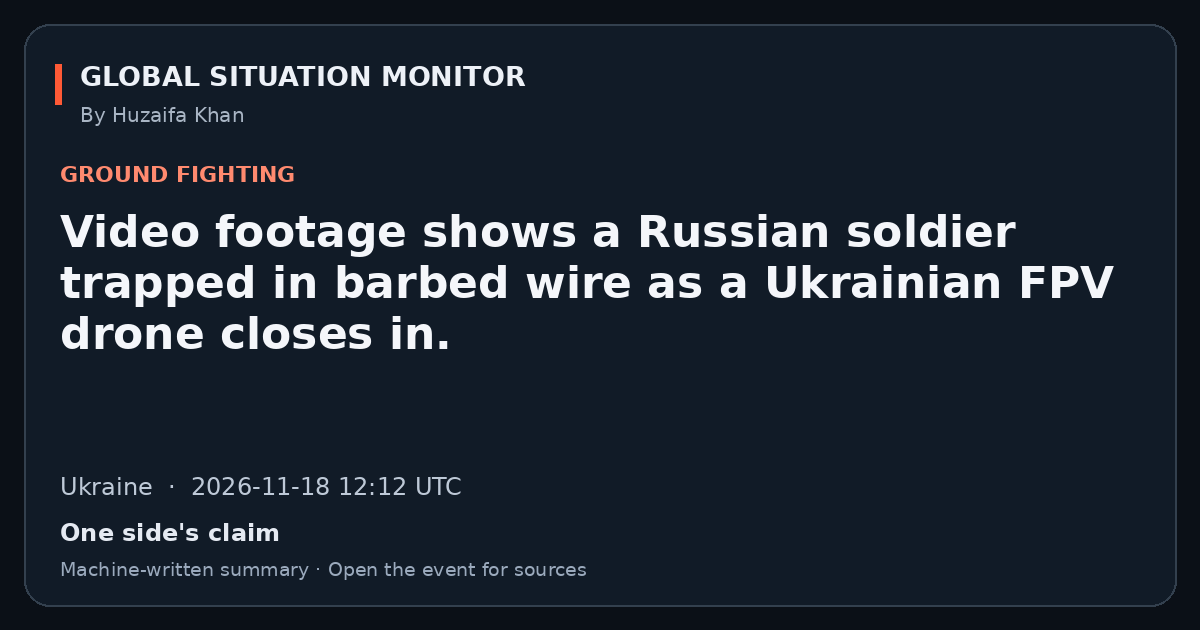 GLOBAL SITUATION MONITOR
By Huzaifa Khan
GROUND FIGHTING
Video footage shows a Russian soldier
trapped in barbed wire as a Ukrainian FPV
drone closes in.
Ukraine · 2026-11-18 12:12 UTC
One side's claim
Machine-written summary · Open the event for sources